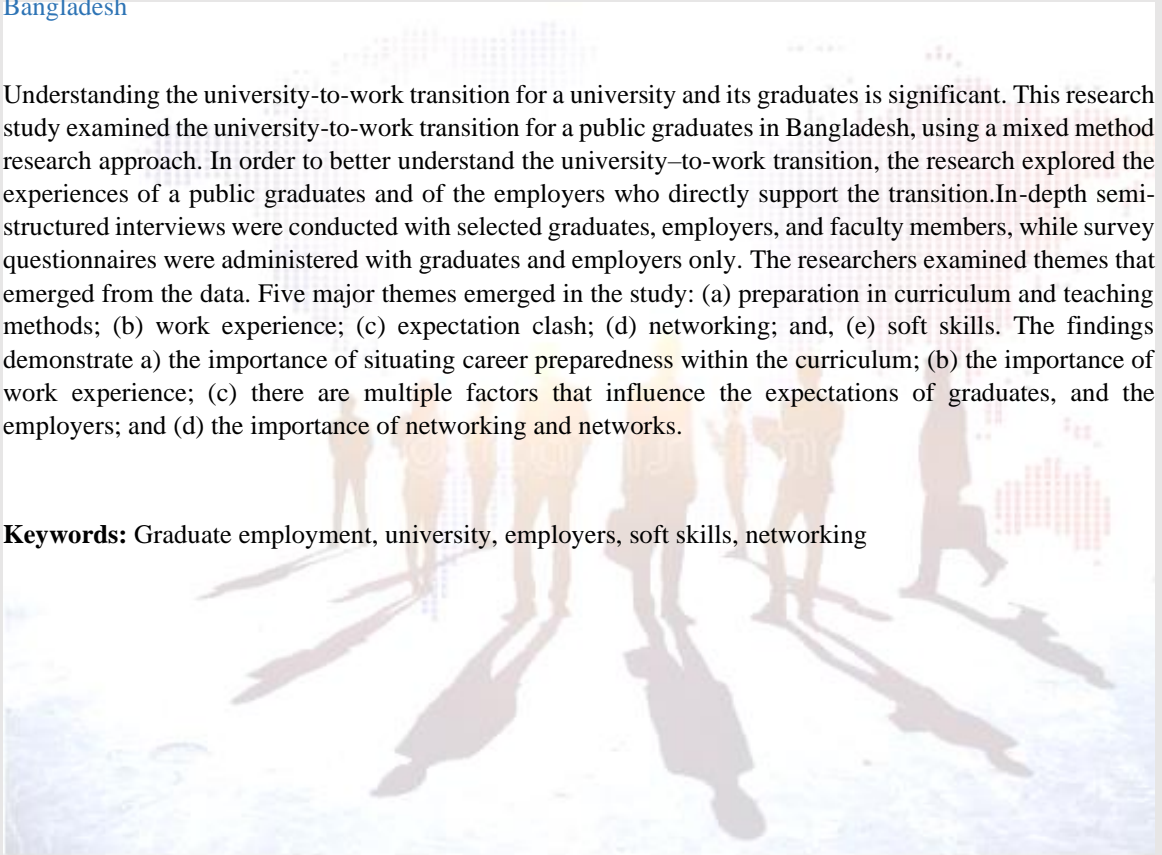 Bangladesh
Understanding the university-to-work transition for a university and its graduates is significant. This research
study examined the university-to-work transition for a public graduates in Bangladesh, using a mixed method
research approach. In order to better understand the university–to-work transition, the research explored the
experiences of a public graduates and of the employers who directly support the transition.In-depth semi-
structured interviews were conducted with selected graduates, employers, and faculty members, while survey
questionnaires were administered with graduates and employers only. The researchers examined themes that
emerged from the data. Five major themes emerged in the study: (a) preparation in curriculum and teaching
methods; (b) work experience; (c) expectation clash; (d) networking; and, (e) soft skills. The findings
demonstrate a) the importance of situating career preparedness within the curriculum; (b) the importance of
work experience; (c) there are multiple factors that influence the expectations of graduates, and the
employers; and (d) the importance of networking and networks.
Keywords: Graduate employment, university, employers, soft skills, networking